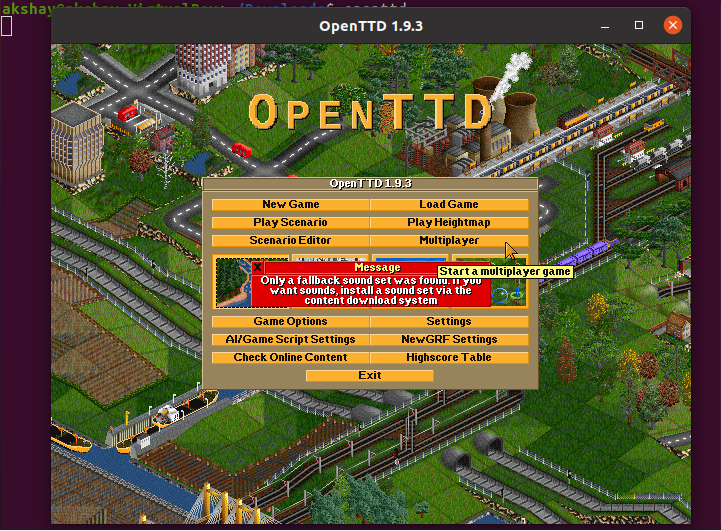 OpenTTD 1.9.3
OPENTTD
OpenTTD 1.9.3
New Game
Load Game
Play Scenario
Play Heightmap
Scenario Editor
Multiplayer
X
Message
Start a multiplayer game
Only a fallback sound set was found. If you
want sounds, install a sound set via the
content download system
Game Options
Settings
AI/Game Script Settings
NewGRF Settings
Check Online Content
Highscore Table
Exit